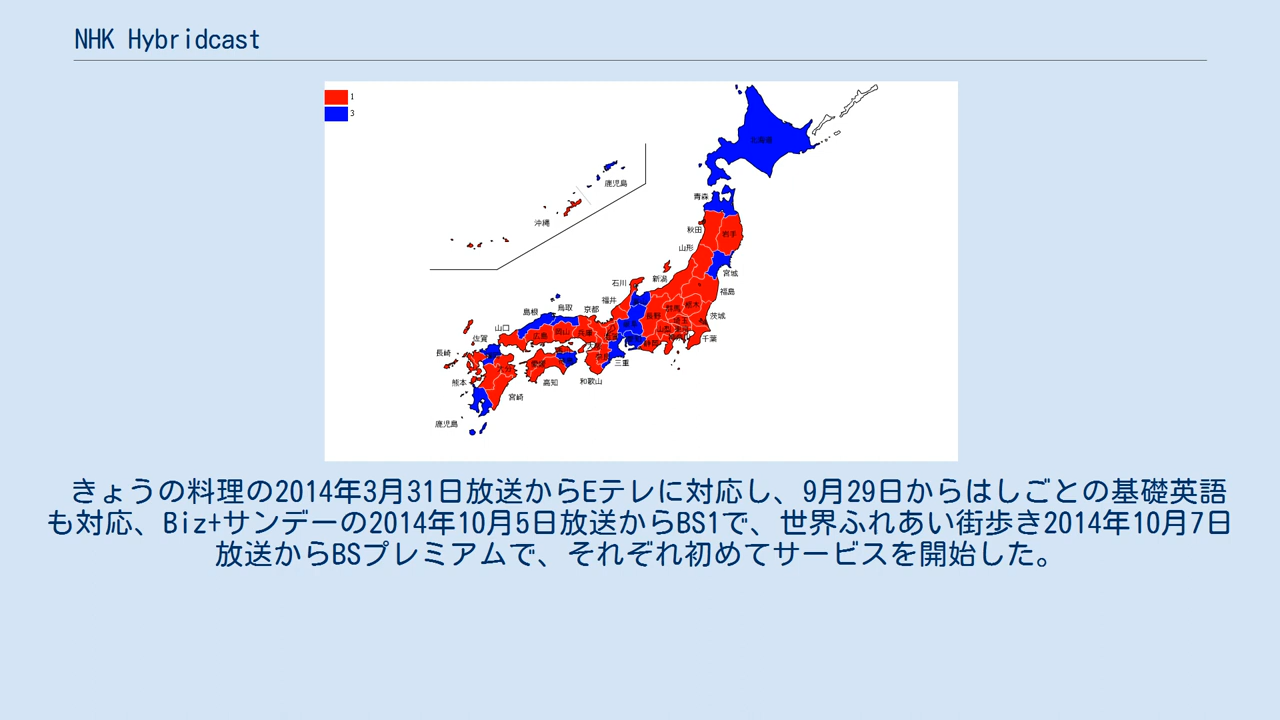 NHK Hybridcast
1
3
北海道
鹿児島
青森
沖縄
秋田
岩手
山形
宮城
石川
新潟
福島
福井
鳥取
京都
島根
群馬
栃木
長野
茨城
山口
佐賀
広島
岡山
兵庫
埼玉
山梨
千葉
静岡
長崎
三重
熊本
高知
和歌山
宮崎
鹿児島
きょうの料理の2014年3月31日放送からEテレに対応し、9月29日からはしごとの基礎英語
も対応、Biz+サンデーの2014年10月5日放送からBS1で、世界ふれあい街歩き2014年10月7日
放送からBSプレミアムで、それぞれ初めてサービスを開始した。